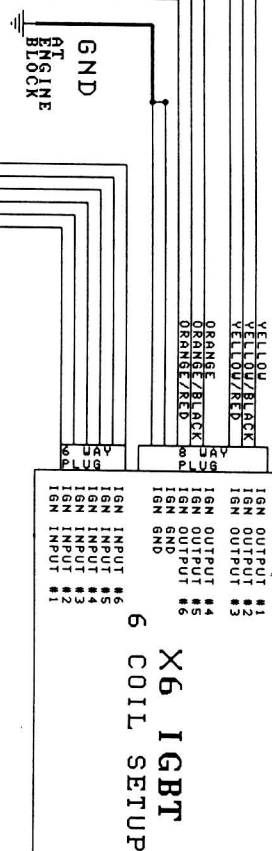 GND
AT
ENGINE
BLOCK
YELLOW
YELLOW/BLACK
YELLOW/RED
ORANGE
ORANGE/BLACK
ORANGE/RED
8 WAY
PLUG
6 WAY
PLUG
IGN OUTPUT #1
IGN OUTPUT #2
IGN OUTPUT #3
IGN OUTPUT #4
IGN OUTPUT #5
IGN OUTPUT #6
IGN GND
IGN GND
IGN INPUT #6
IGN INPUT #5
IGN INPUT #4
IGN INPUT #3
IGN INPUT #2
IGN INPUT #1
X6 IGBT
6 COIL SETUP